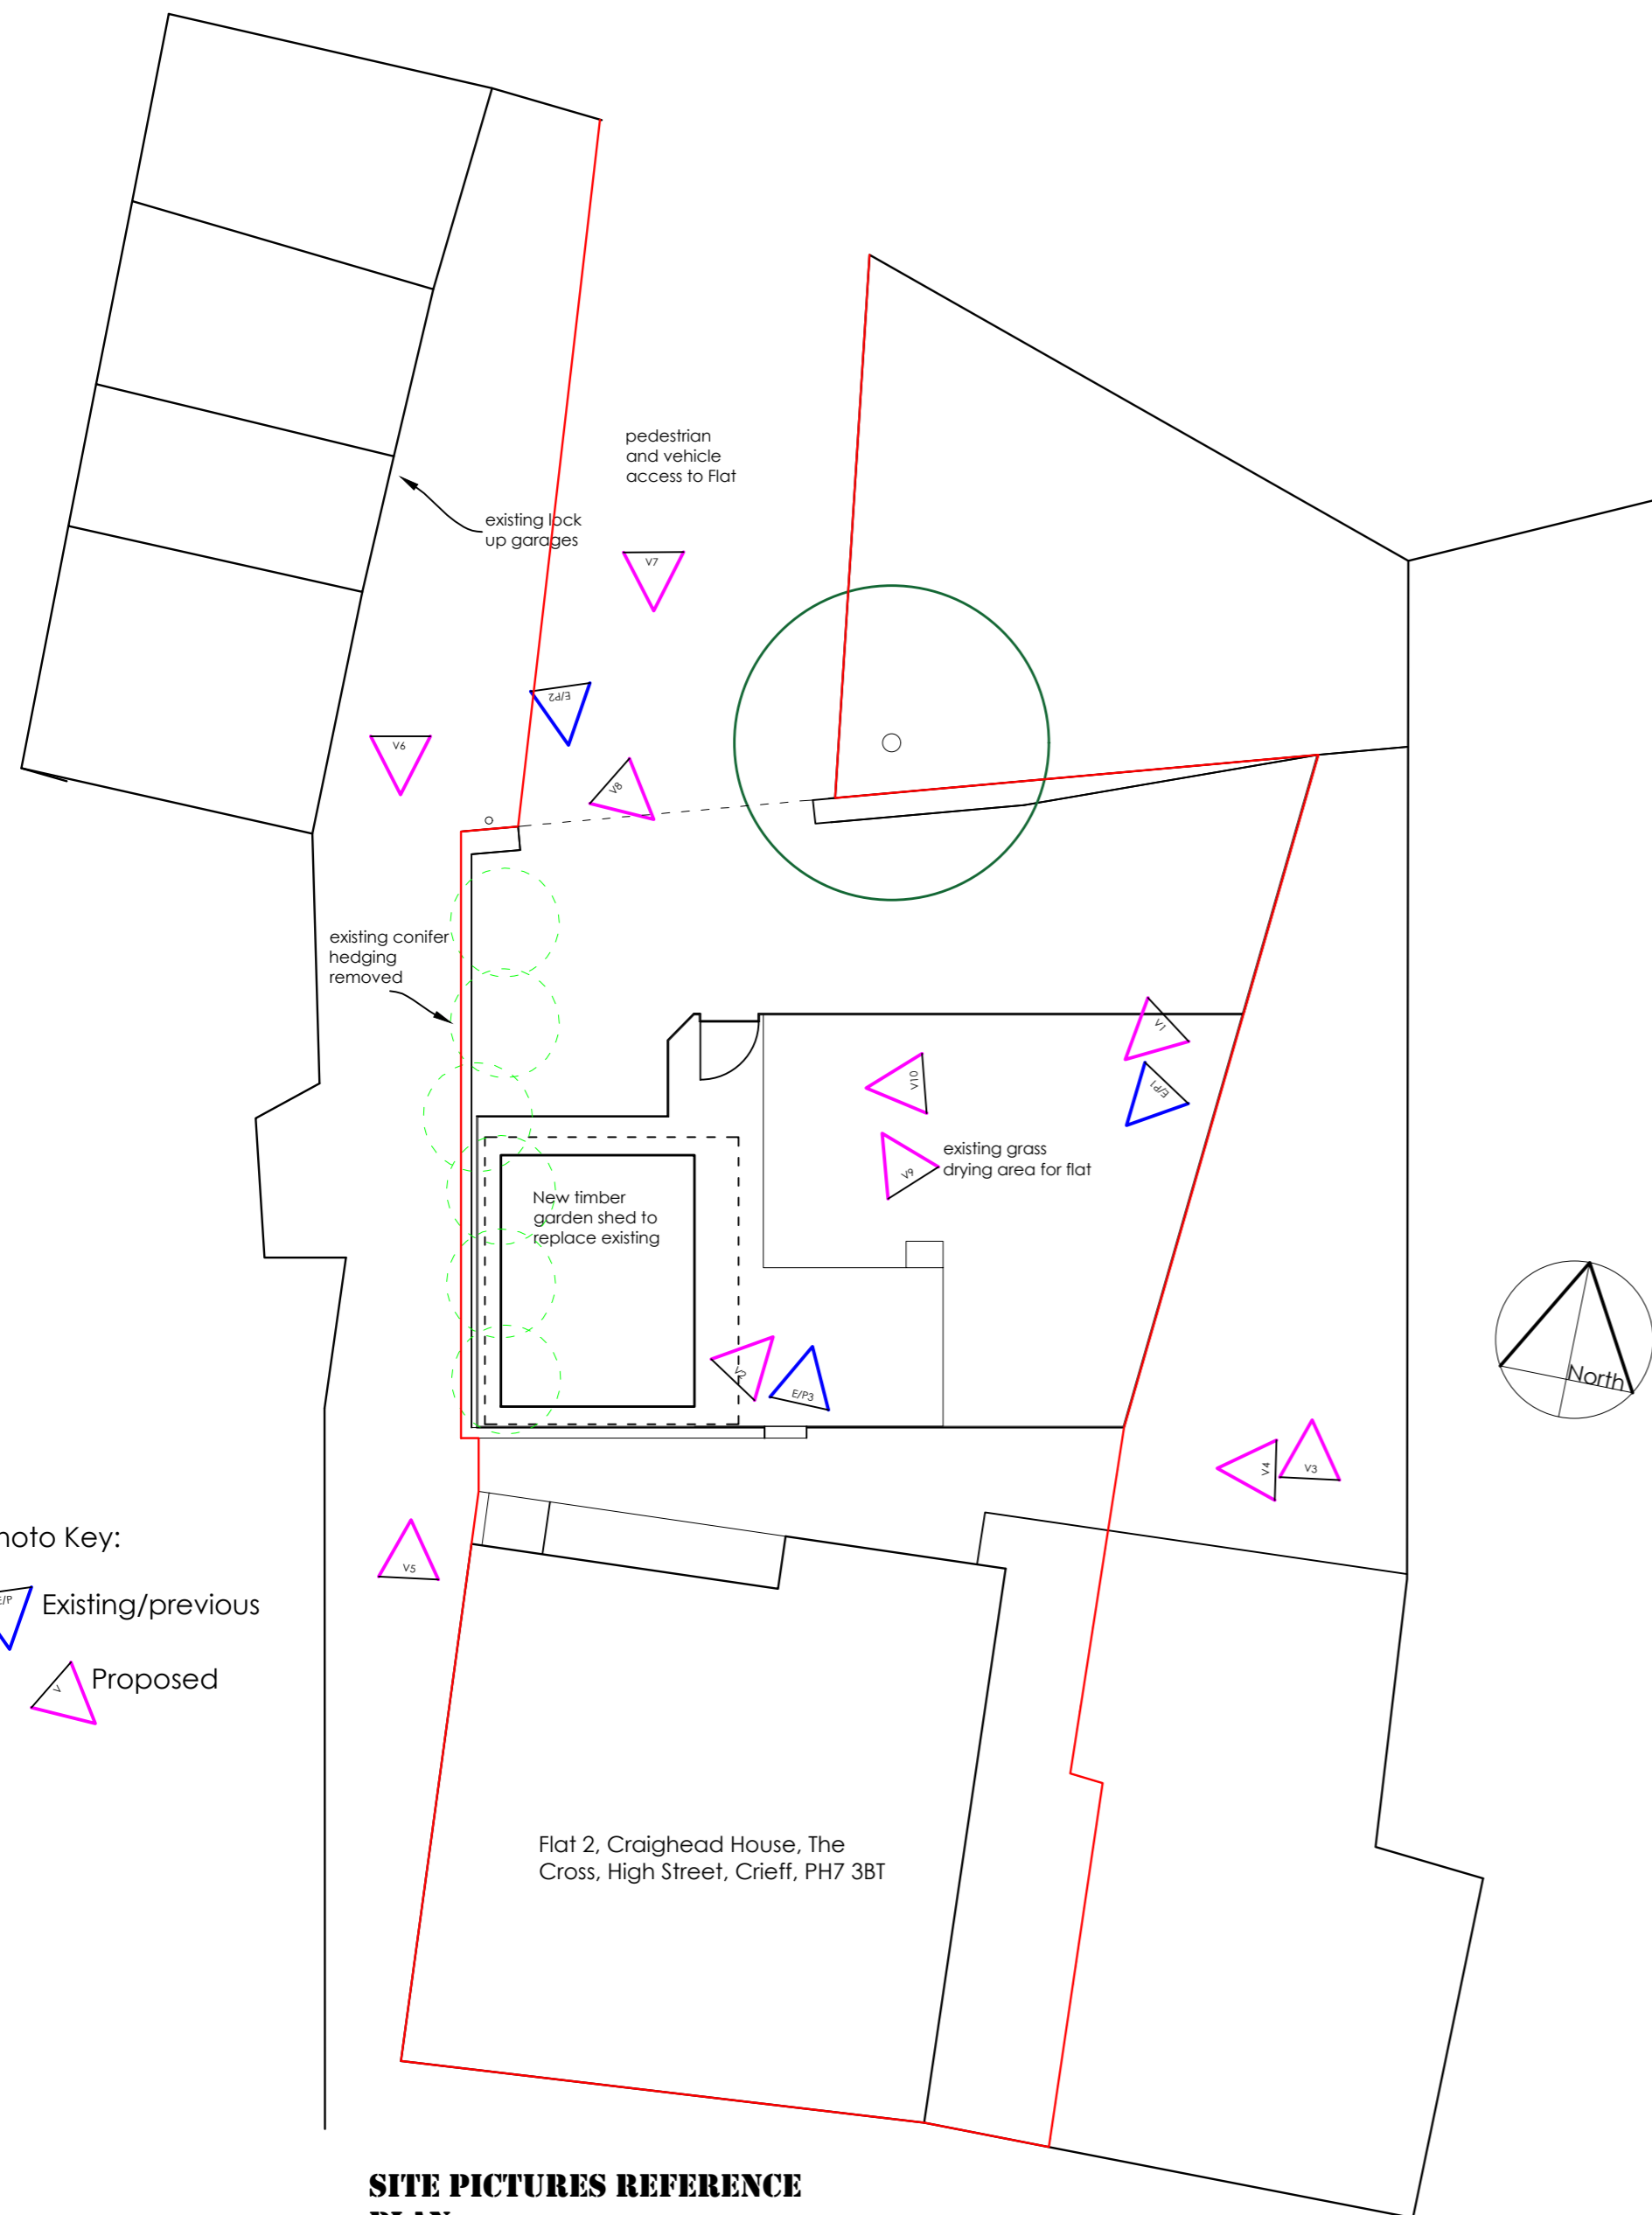 pedestrian
and vehicle
access to Flat
existing lock
up garages
V7
E/P2
V6
V8
existing conifer
hedging
removed
V1
E/P1
V10
existing grass
drying area for flat
V9
New timber
garden shed to
replace existing
V2
E/P3
North
V4
V3
V5
hoto Key:
E/P
Existing/previous
V
Proposed
Flat 2, Craighead House, The
Cross, High Street, Crieff, PH7 3BT
SITE PICTURES REFERENCE
PLAN